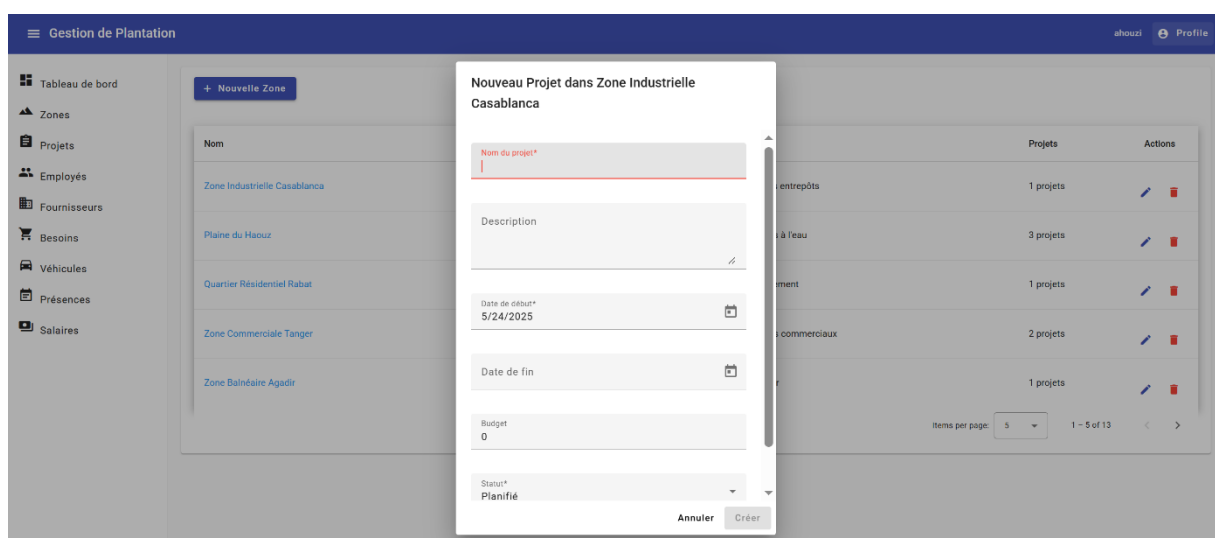 Gestion de Plantation
ahouzi Profile
Tableau de bord
Zones
Projets
Employés
Fournisseurs
Besoins
Véhicules
Présences
Salaires
+ Nouvelle Zone
Nom Projets Actions
Zone Industrielle Casablanca entrepôts 1 projets
Plaine du Haouz à l'eau 3 projets
Quartier Résidentiel Rabat 1 projets
Zone Commerciale Tanger commerciaux 2 projets
Zone Balnéaire Agadir 1 projets
Items per page: 5 1 – 5 of 13
Nouveau Projet dans Zone Industrielle
Casablanca
Nom du projet*
Description
Date de début*
5/24/2025
Date de fin
Budget
0
Statut*
Planifié
Annuler Créer